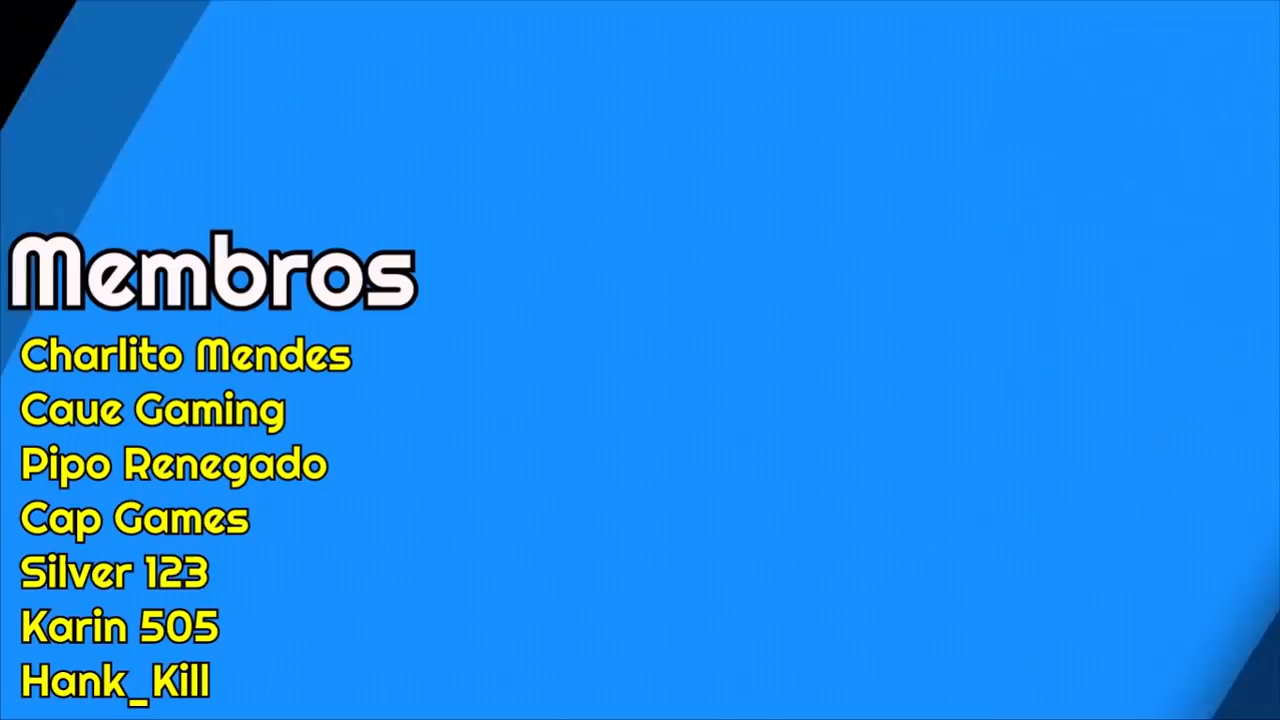 Membros
Charlito Mendes
Caue Gaming
Pipo Renegado
Cap Games
Silver 123
Karin 505
Hank_Kill